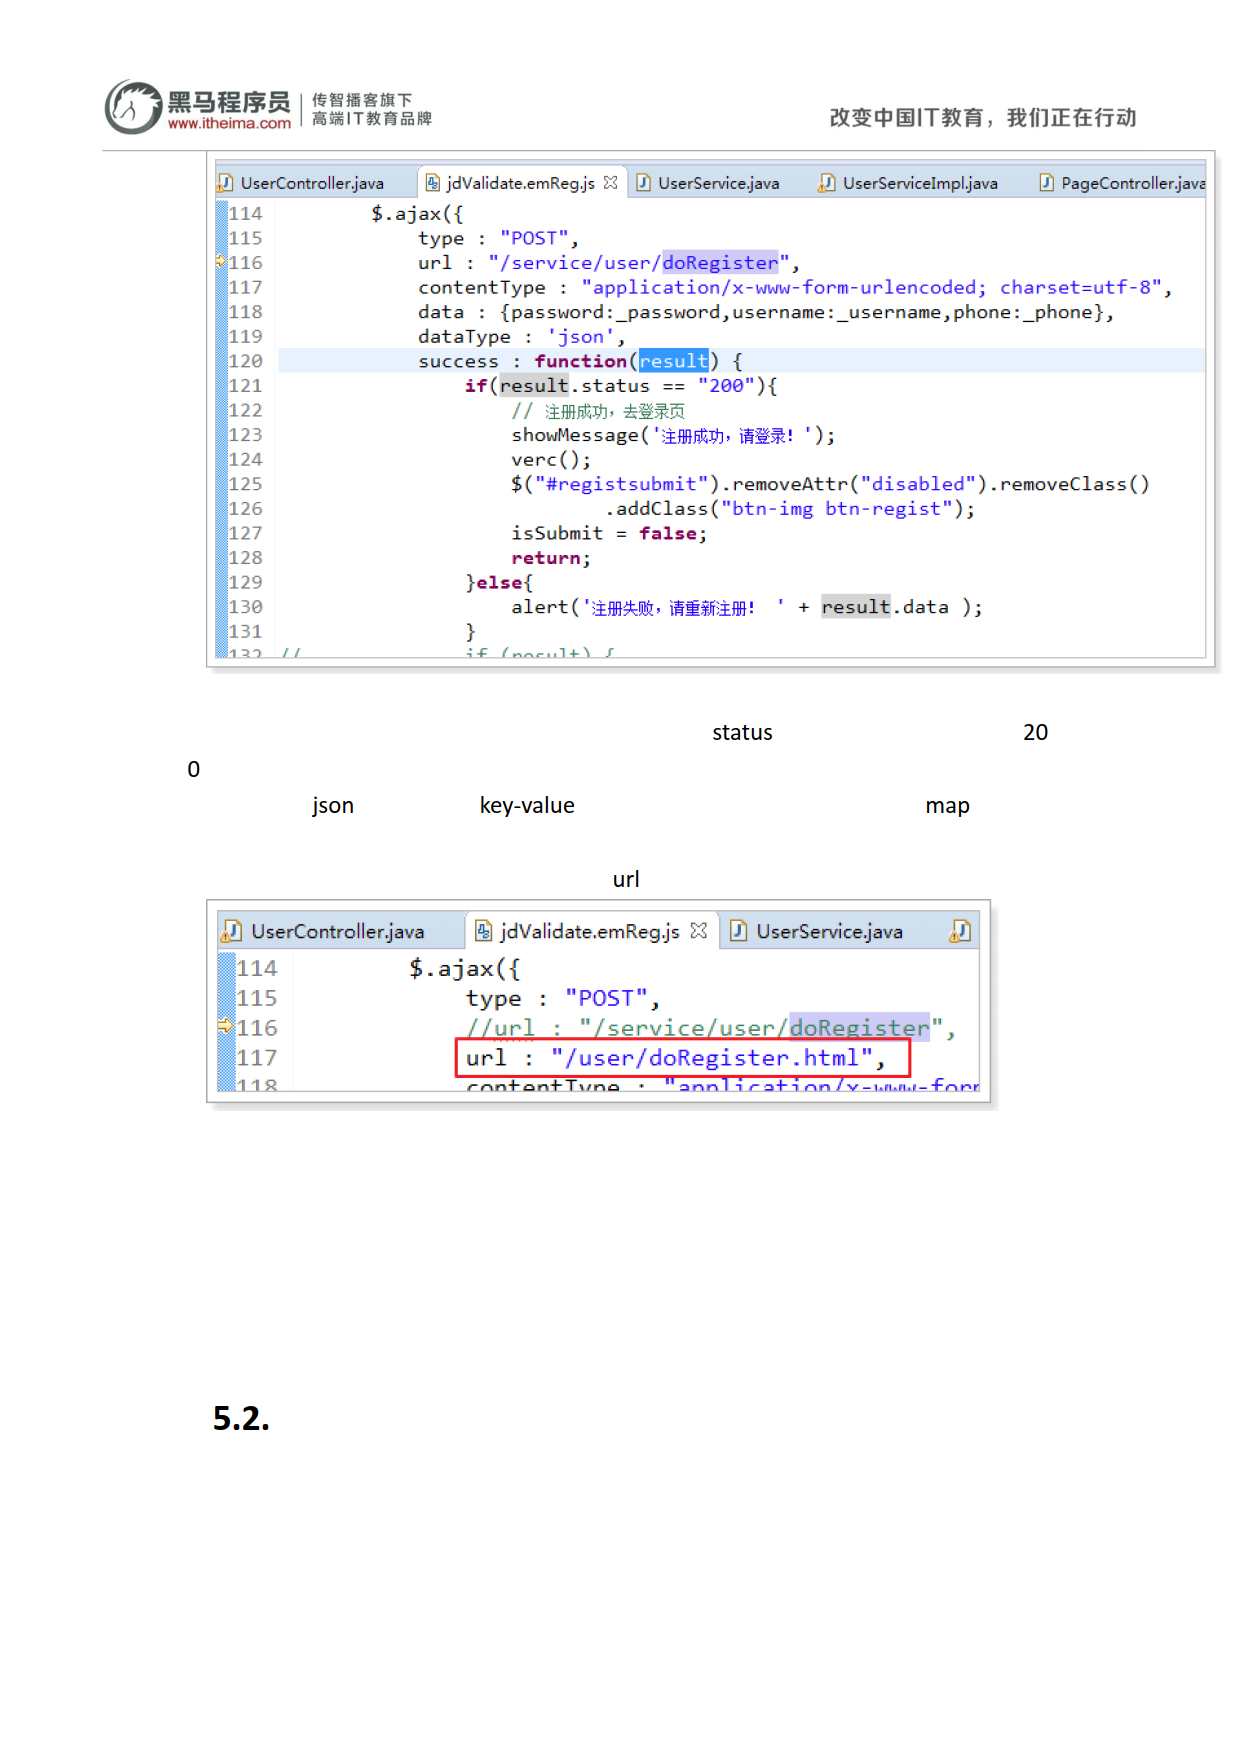 黑马程序员 传智播客旗下
www.itheima.com 高端IT教育品牌
改变中国IT教育，我们正在行动
UserController.java jdValidate.emReg.js UserService.java UserServiceImpl.java PageController.java
114 $.ajax({
115 type : "POST",
116 url : "/service/user/doRegister",
117 contentType : "application/x-www-form-urlencoded; charset=utf-8",
118 data : {password:_password,username:_username,phone:_phone},
119 dataType : 'json',
120 success : function(result) {
121 if(result.status == "200"){
122 // 注册成功，去登录页
123 showMessage('注册成功，请登录！');
124 verc();
125 $("#registsubmit").removeAttr("disabled").removeClass()
126 .addClass("btn-img btn-regist");
127 isSubmit = false;
128 return;
129 }else{
130 alert('注册失败，请重新注册！ ' + result.data );
131 }
132 // if (result) {
status 20
0
json key-value map
url
UserController.java jdValidate.emReg.js UserService.java
114 $.ajax({
115 type : "POST",
116 //url : "/service/user/doRegister",
117 url : "/user/doRegister.html",
118 contentType : "application/x-www-form
5.2.